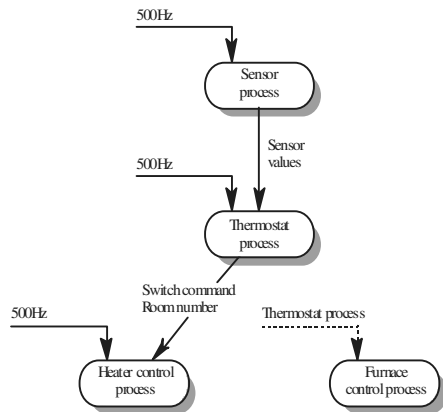 500Hz
Sensor
process
Sensor
values
500Hz
Thermostat
process
Switch command
Room number
500Hz
Thermostat process
Heater control
process
Furnace
control process